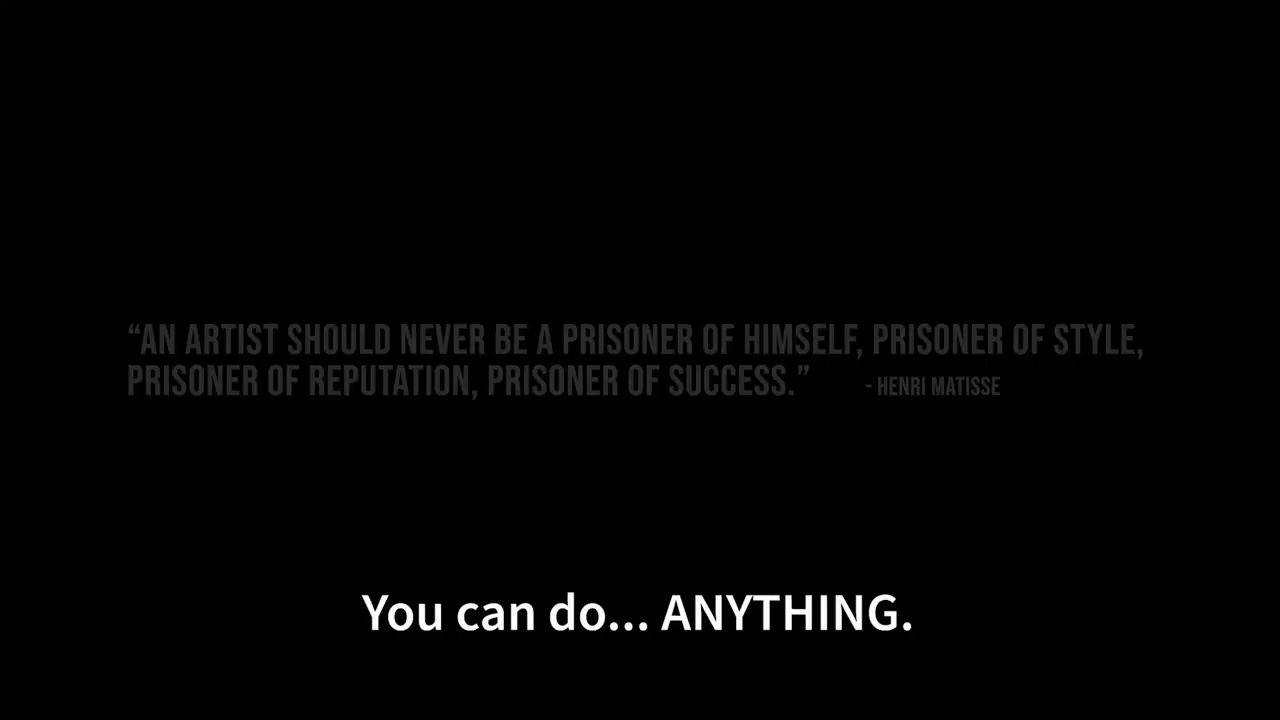 “AN ARTIST SHOULD NEVER BE A PRISONER OF HIMSELF, PRISONER OF STYLE,
PRISONER OF REPUTATION, PRISONER OF SUCCESS.” - HENRI MATISSE
You can do... ANYTHING.